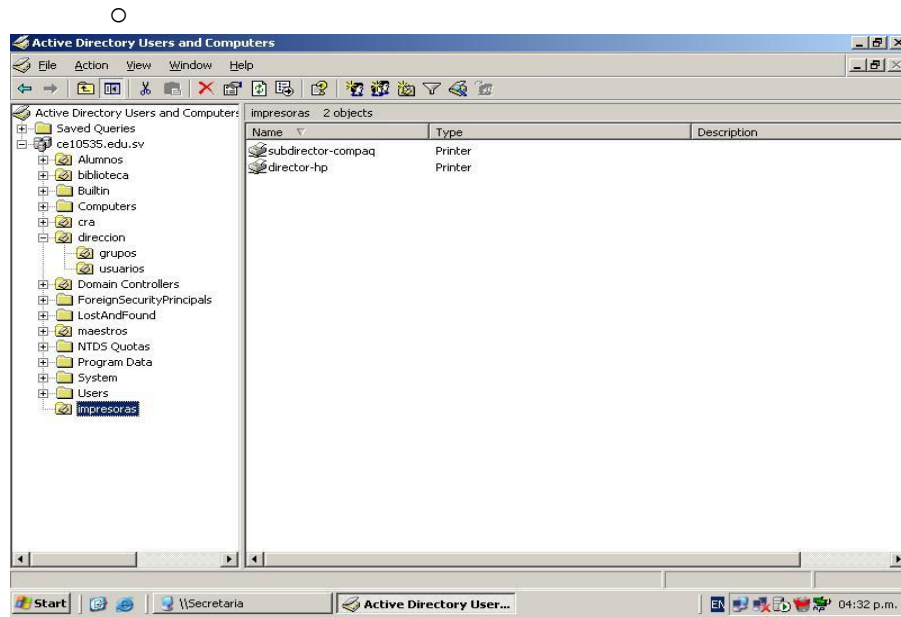 Active Directory Users and Computers
File Action View Window Help
Active Directory Users and Computers
impresoras 2 objects
Name Type Description
Saved Queries
ce10535.edu.sv
Alumnos
biblioteca
Builtin
Computers
cra
direccion
grupos
usuarios
Domain Controllers
ForeignSecurityPrincipals
LostAndFound
maestros
NTDS Quotas
Program Data
System
Users
impresoras
subdirector-compaq Printer
director-hp Printer
Start \\Secretaria Active Directory User... EN 04:32 p.m.